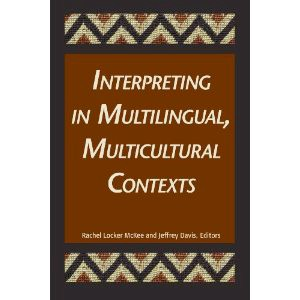 INTERPRETING
IN MULTILINGUAL,
MULTICULTURAL
CONTEXTS
Rachel Locker McKee and Jeffrey Davis, Editors